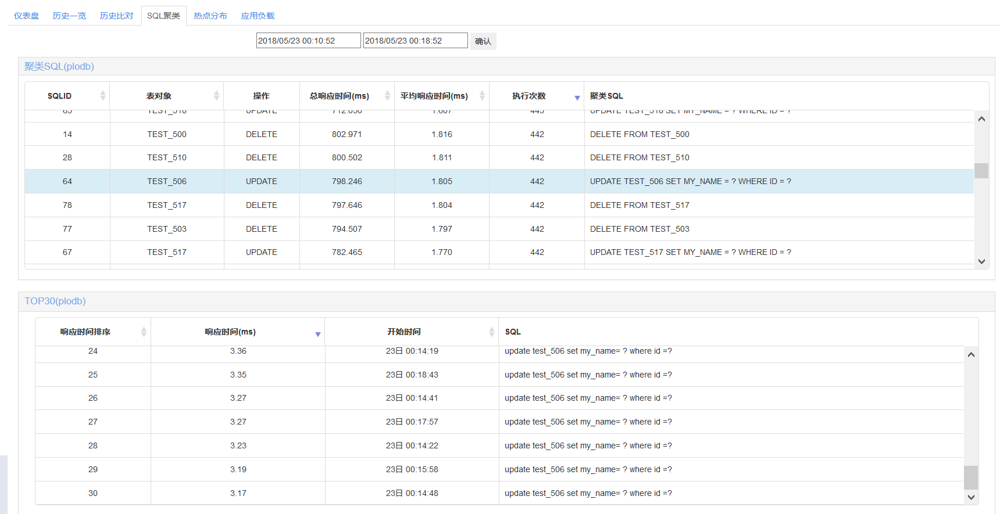 仪表盘 历史一览 历史比对 SQL聚类 热点分布 应用负载
2018/05/23 00:10:52 2018/05/23 00:18:52 确认
聚类SQL(plodb)
SQLID 表对象 操作 总响应时间(ms) 平均响应时间(ms) 执行次数 聚类SQL
65 TEST_518 UPDATE 712.050 1.607 443 UPDATE TEST_518 SET MY_NAME = ? WHERE ID = ?
14 TEST_500 DELETE 802.971 1.816 442 DELETE FROM TEST_500
28 TEST_510 DELETE 800.502 1.811 442 DELETE FROM TEST_510
64 TEST_506 UPDATE 798.246 1.805 442 UPDATE TEST_506 SET MY_NAME = ? WHERE ID = ?
78 TEST_517 DELETE 797.646 1.804 442 DELETE FROM TEST_517
77 TEST_503 DELETE 794.507 1.797 442 DELETE FROM TEST_503
67 TEST_517 UPDATE 782.465 1.770 442 UPDATE TEST_517 SET MY_NAME = ? WHERE ID = ?
TOP30(plodb)
响应时间排序 响应时间(ms) 开始时间 SQL
24 3.36 23日 00:14:19 update test_506 set my_name= ? where id =?
25 3.35 23日 00:18:43 update test_506 set my_name= ? where id =?
26 3.27 23日 00:14:41 update test_506 set my_name= ? where id =?
27 3.27 23日 00:17:57 update test_506 set my_name= ? where id =?
28 3.23 23日 00:14:22 update test_506 set my_name= ? where id =?
29 3.19 23日 00:15:58 update test_506 set my_name= ? where id =?
30 3.17 23日 00:14:48 update test_506 set my_name= ? where id =?